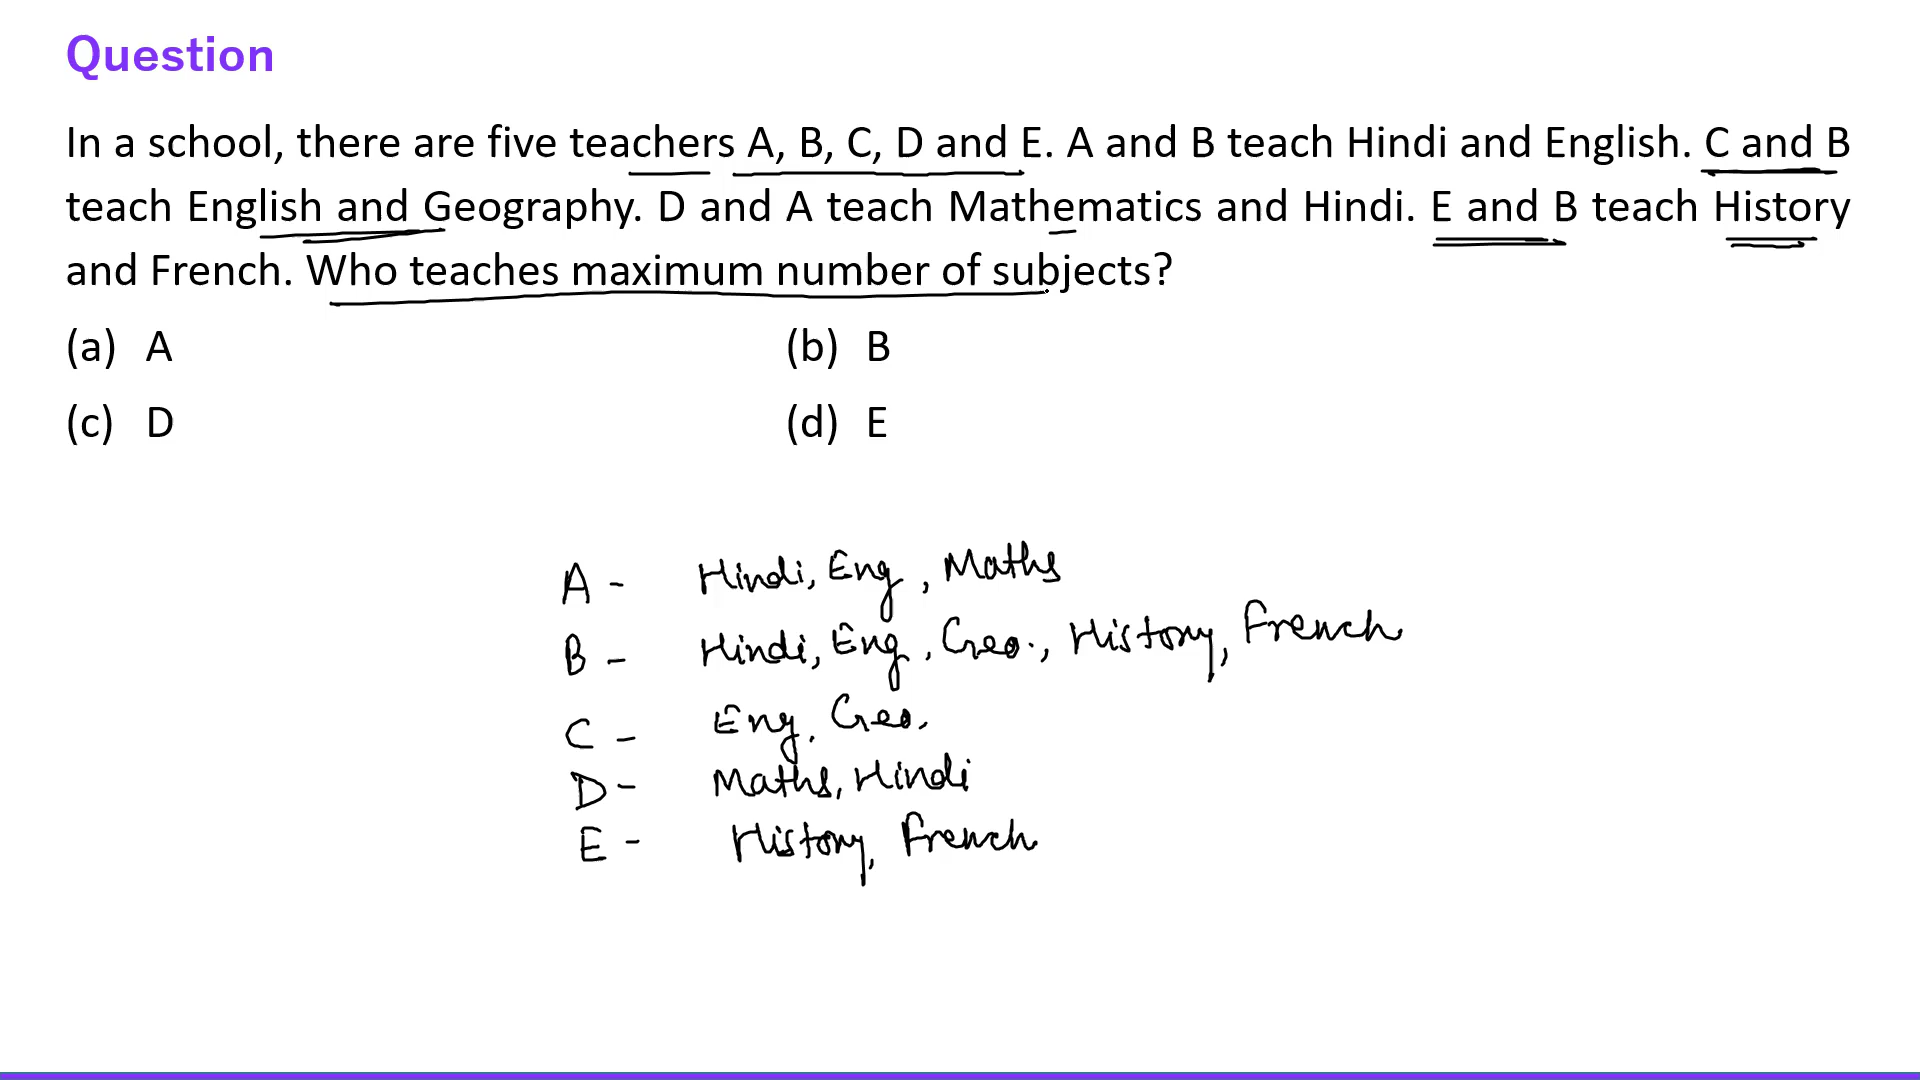 Question
In a school, there are five teachers A, B, C, D and E. A and B teach Hindi and English. C and B
teach English and Geography. D and A teach Mathematics and Hindi. E and B teach History
and French. Who teaches maximum number of subjects?
(a) A (b) B
(c) D (d) E
A - Hindi, Eng, Maths
B - Hindi, Eng, Geo., History, French
C - Eng, Geo.
D - Maths, Hindi
E - History, French